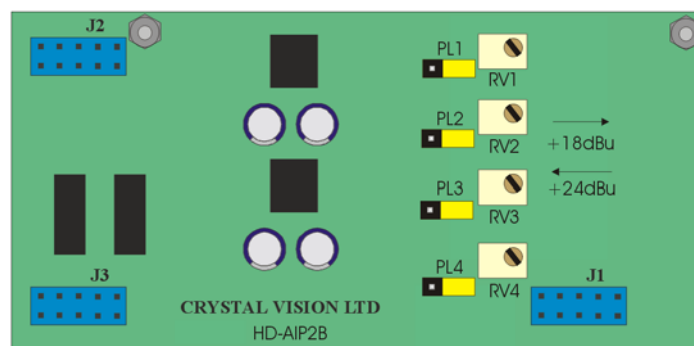 J2
PL1
RV1
PL2
RV2
+18dBu
PL3
+24dBu
RV3
PL4
J3
J1
RV4
CRYSTAL VISION LTD
HD-AIP2B